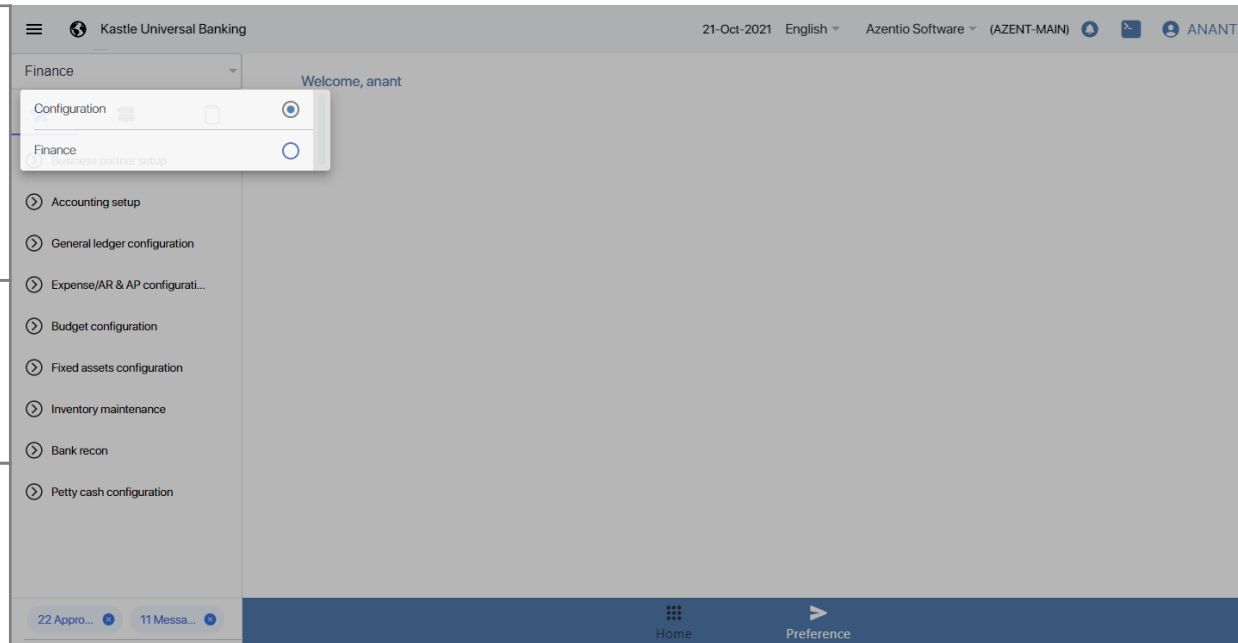 Kastle Universal Banking
21-Oct-2021 English Azentio Software (AZENT-MAIN) ANANT
Finance
Welcome, anant
Configuration
Finance
Business partner setup
Accounting setup
General ledger configuration
Expense/AR & AP configurati...
Budget configuration
Fixed assets configuration
Inventory maintenance
Bank recon
Petty cash configuration
22 Appro... 11 Messa...
Home Preference